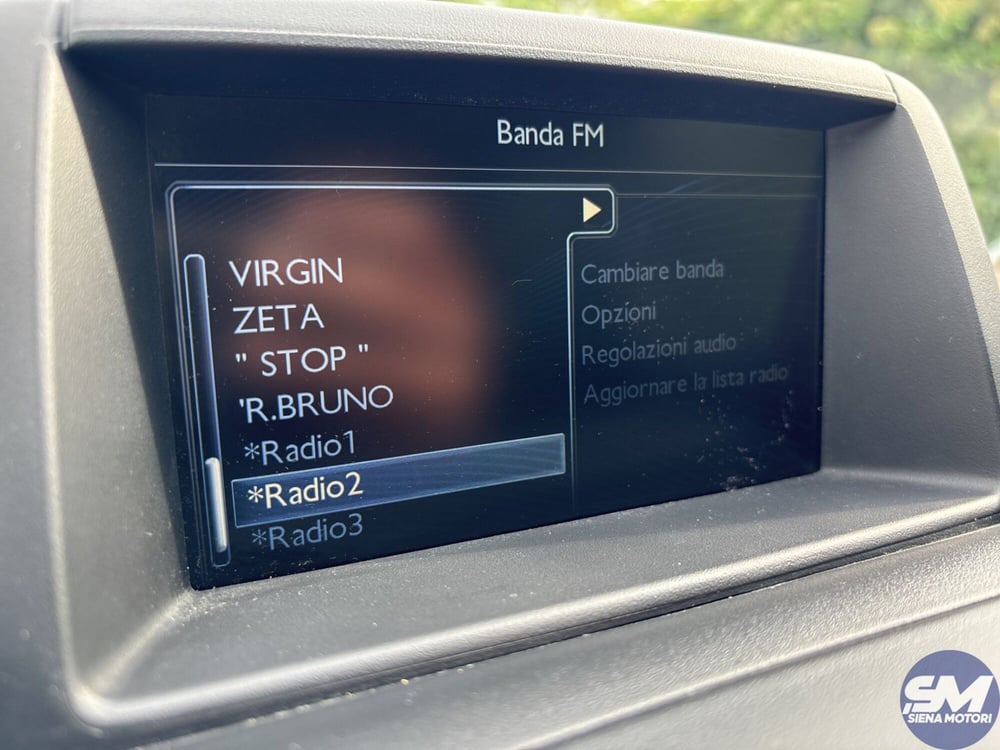 Banda FM
VIRGIN
ZETA
" STOP "
'R.BRUNO
*Radio1
*Radio2
*Radio3
Cambiare banda
Opzioni
Regolazioni audio
Aggiornare la lista radio
SM
SIENA MOTORI